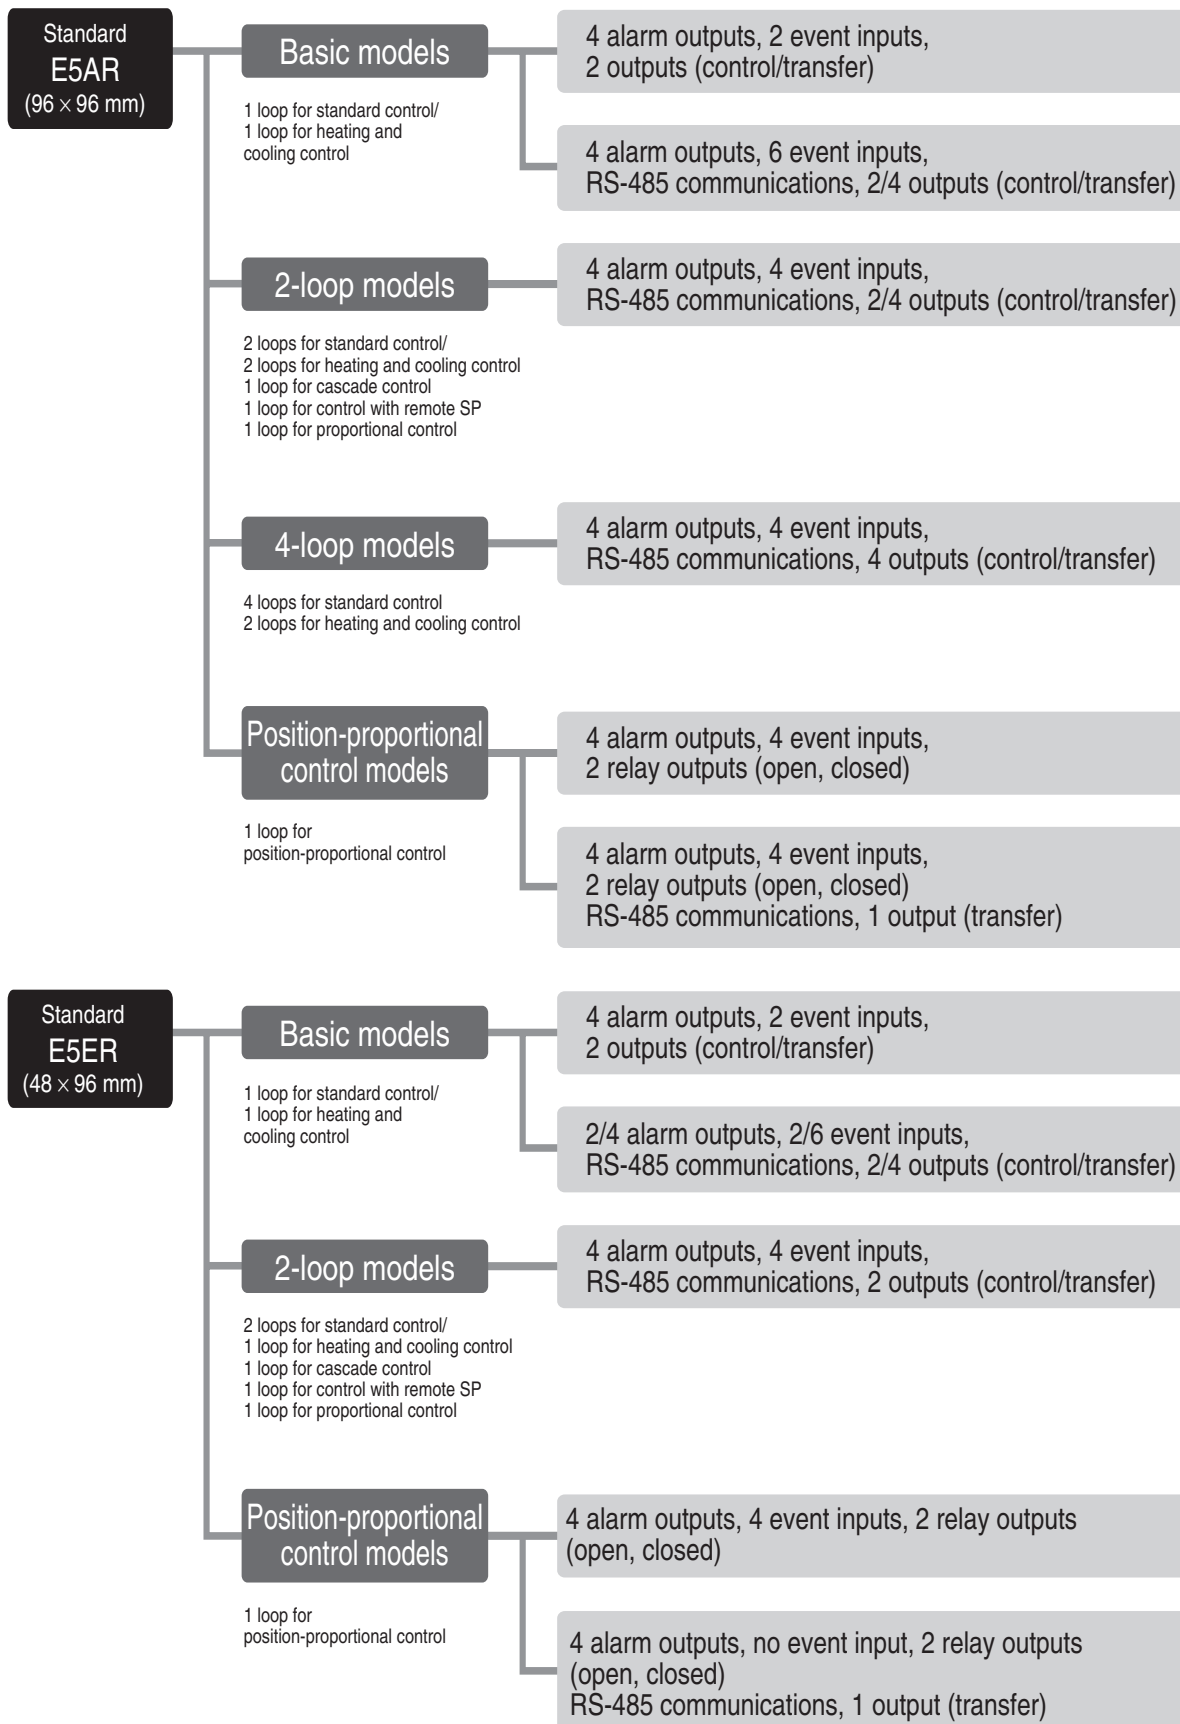 Standard
E5AR
(96 × 96 mm)
Basic models
1 loop for standard control/
1 loop for heating and
cooling control
4 alarm outputs, 2 event inputs,
2 outputs (control/transfer)
4 alarm outputs, 6 event inputs,
RS-485 communications, 2/4 outputs (control/transfer)
2-loop models
2 loops for standard control/
2 loops for heating and cooling control
1 loop for cascade control
1 loop for control with remote SP
1 loop for proportional control
4 alarm outputs, 4 event inputs,
RS-485 communications, 2/4 outputs (control/transfer)
4-loop models
4 loops for standard control
2 loops for heating and cooling control
4 alarm outputs, 4 event inputs,
RS-485 communications, 4 outputs (control/transfer)
Position-proportional
control models
1 loop for
position-proportional control
4 alarm outputs, 4 event inputs,
2 relay outputs (open, closed)
4 alarm outputs, 4 event inputs,
2 relay outputs (open, closed)
RS-485 communications, 1 output (transfer)
Standard
E5ER
(48 × 96 mm)
Basic models
1 loop for standard control/
1 loop for heating and
cooling control
4 alarm outputs, 2 event inputs,
2 outputs (control/transfer)
2/4 alarm outputs, 2/6 event inputs,
RS-485 communications, 2/4 outputs (control/transfer)
2-loop models
2 loops for standard control/
1 loop for heating and cooling control
1 loop for cascade control
1 loop for control with remote SP
1 loop for proportional control
4 alarm outputs, 4 event inputs,
RS-485 communications, 2 outputs (control/transfer)
Position-proportional
control models
1 loop for
position-proportional control
4 alarm outputs, 4 event inputs, 2 relay outputs
(open, closed)
4 alarm outputs, no event input, 2 relay outputs
(open, closed)
RS-485 communications, 1 output (transfer)